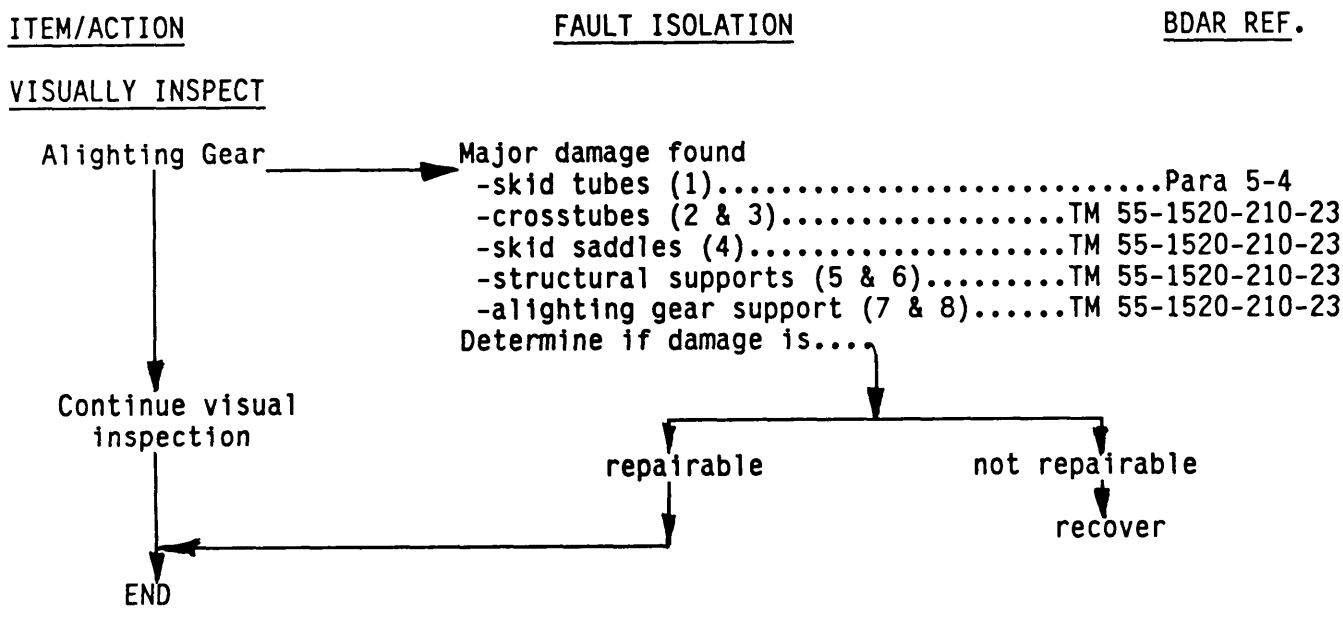 ITEM/ACTION FAULT ISOLATION BDAR REF.
VISUALLY INSPECT
Alighting Gear Major damage found
-skid tubes (1)............................Para 5-4
-crosstubes (2 & 3)..................TM 55-1520-210-23
-skid saddles (4)....................TM 55-1520-210-23
-structural supports (5 & 6).........TM 55-1520-210-23
-alighting gear support (7 & 8)......TM 55-1520-210-23
Determine if damage is....
Continue visual
inspection
repairable not repairable
recover
END